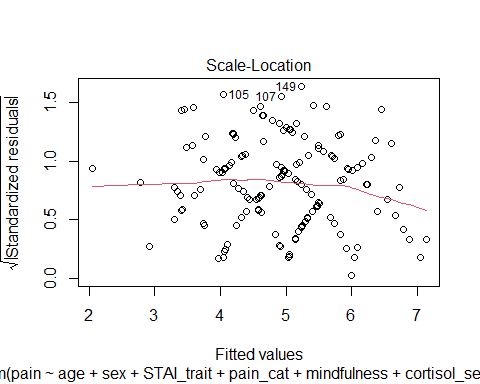 Scale-Location
√|Standardized residuals|
1.5
1.0
0.5
0.0
105
107
149
2 3 4 5 6 7
Fitted values
m(pain ~ age + sex + STAI_trait + pain_cat + mindfulness + cortisol_se